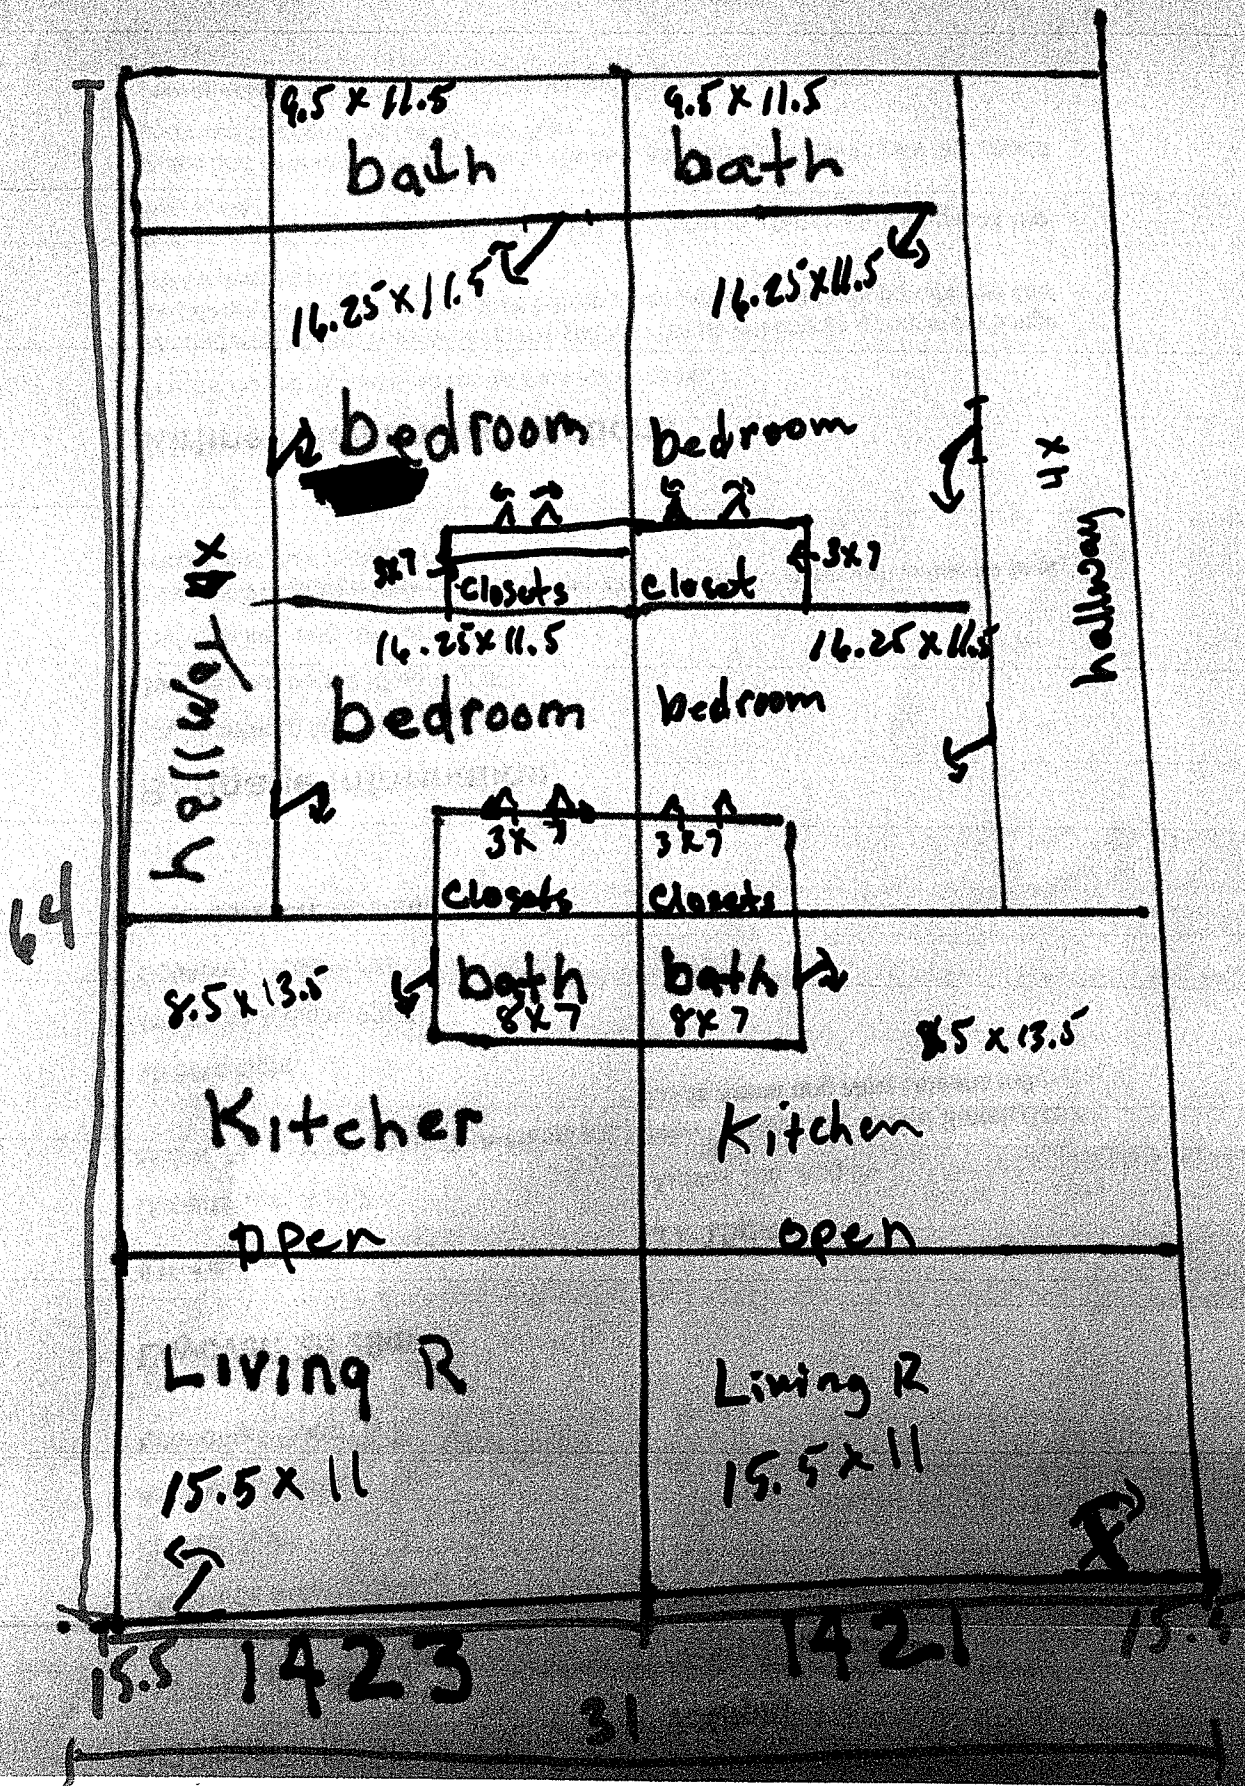 9.5 x 11.5 9.5 x 11.5
bath bath
16.25 x 11.5 16.25 x 11.5
bedroom bedroom
4x
hallway
4x
hallway
3x7 closets closet 3x7
16.25 x 11.5 16.25 x 11.5
bedroom bedroom
3x7 3x7
closets closets
64
8.5 x 13.5 bath bath 8.5 x 13.5
8x7 8x7
Kitchen Kitchen
open open
Living R Living R
15.5 x 11 15.5 x 11
15.5 1423 1421 15.5
31